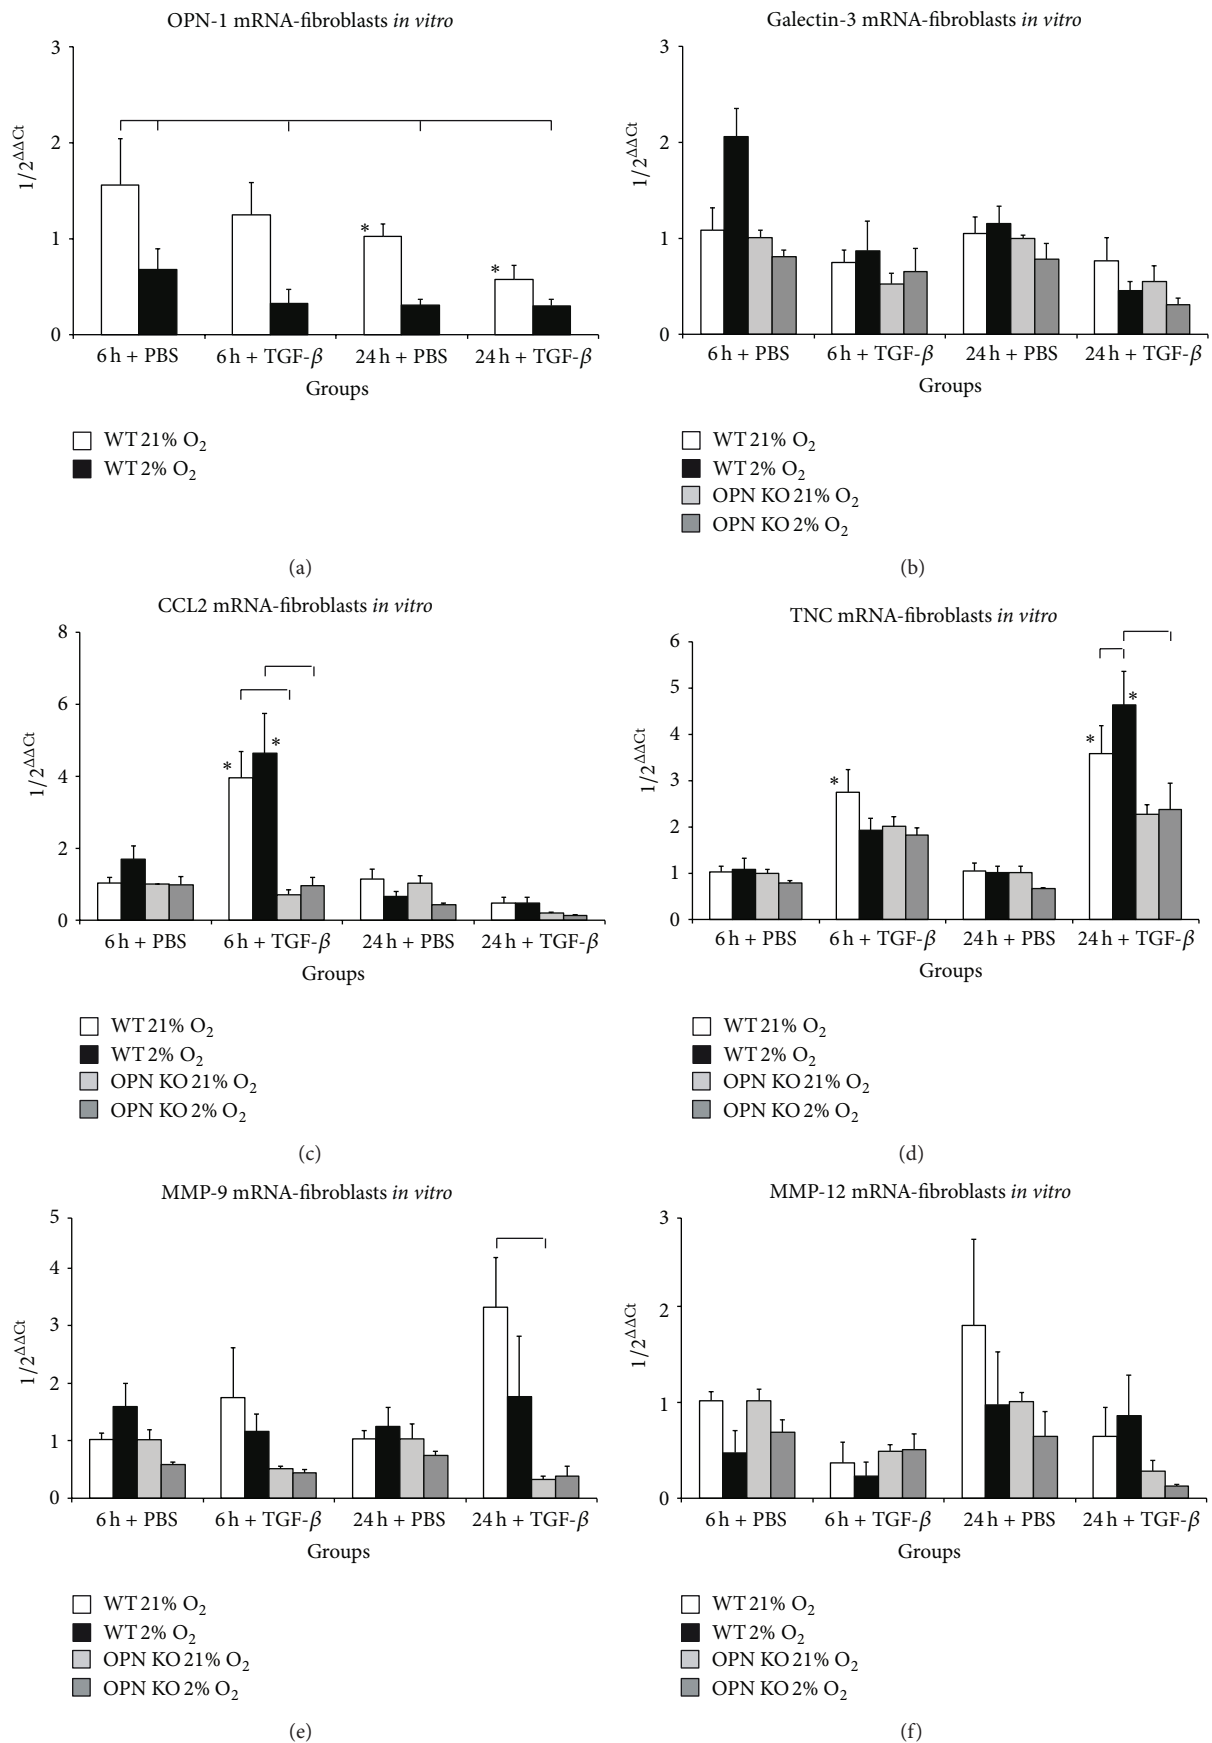 OPN-1 mRNA-fibroblasts in vitro
3
2
1
0
1/2^ΔΔCt
*
*
6 h + PBS 6 h + TGF-β 24 h + PBS 24 h + TGF-β
Groups
WT 21% O₂
WT 2% O₂
(a)
Galectin-3 mRNA-fibroblasts in vitro
3
2
1
0
1/2^ΔΔCt
6 h + PBS 6 h + TGF-β 24 h + PBS 24 h + TGF-β
Groups
WT 21% O₂
WT 2% O₂
OPN KO 21% O₂
OPN KO 2% O₂
(b)
CCL2 mRNA-fibroblasts in vitro
8
6
4
2
0
1/2^ΔΔCt
* *
6 h + PBS 6 h + TGF-β 24 h + PBS 24 h + TGF-β
Groups
WT 21% O₂
WT 2% O₂
OPN KO 21% O₂
OPN KO 2% O₂
(c)
TNC mRNA-fibroblasts in vitro
6
5
4
3
2
1
0
1/2^ΔΔCt
*
* *
6 h + PBS 6 h + TGF-β 24 h + PBS 24 h + TGF-β
Groups
WT 21% O₂
WT 2% O₂
OPN KO 21% O₂
OPN KO 2% O₂
(d)
MMP-9 mRNA-fibroblasts in vitro
5
4
3
2
1
0
1/2^ΔΔCt
6 h + PBS 6 h + TGF-β 24 h + PBS 24 h + TGF-β
Groups
WT 21% O₂
WT 2% O₂
OPN KO 21% O₂
OPN KO 2% O₂
(e)
MMP-12 mRNA-fibroblasts in vitro
3
2
1
0
1/2^ΔΔCt
6 h + PBS 6 h + TGF-β 24 h + PBS 24 h + TGF-β
Groups
WT 21% O₂
WT 2% O₂
OPN KO 21% O₂
OPN KO 2% O₂
(f)